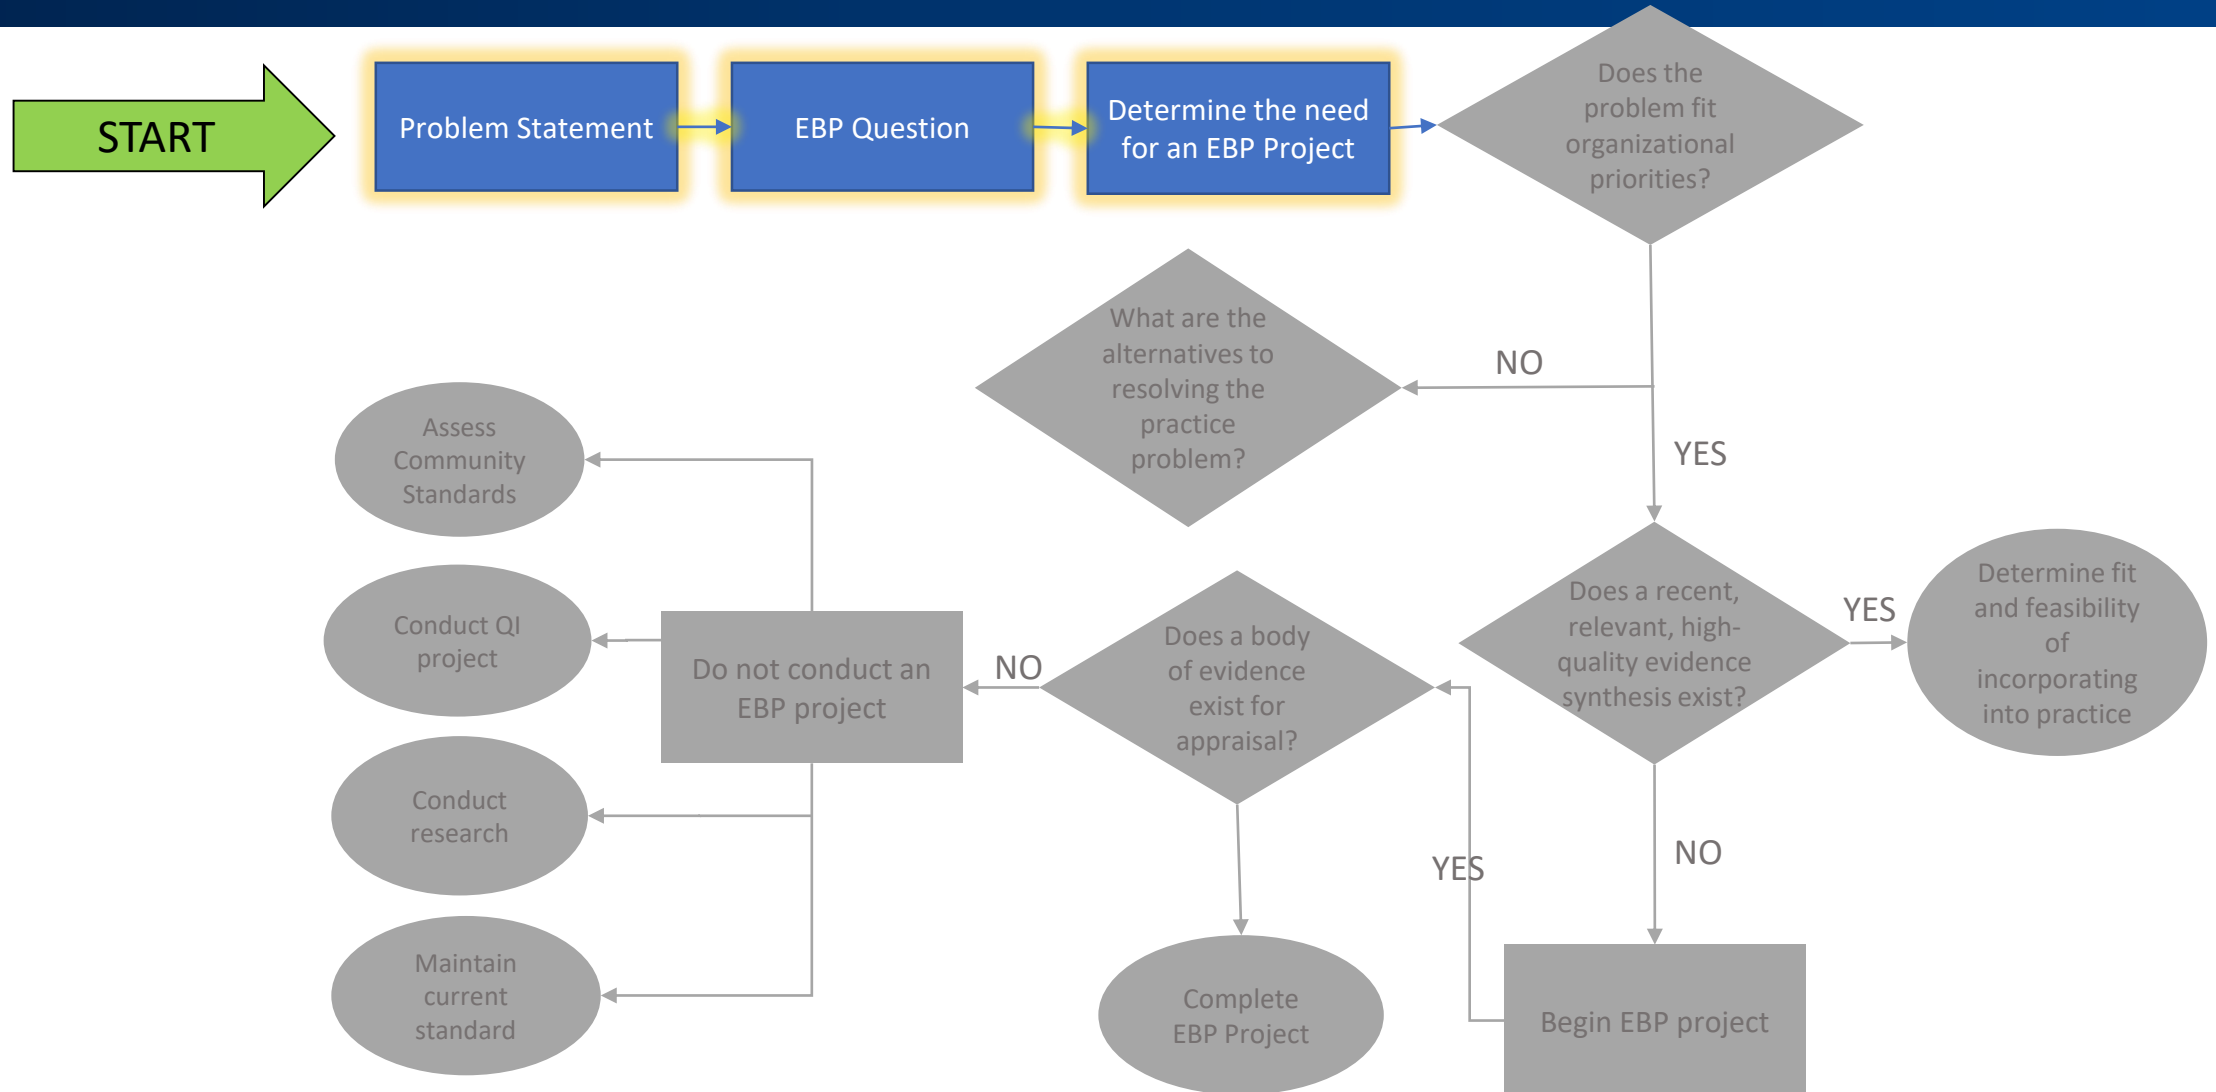 START
Problem Statement
EBP Question
Determine the need
for an EBP Project
Does the
problem fit
organizational
priorities?
What are the
alternatives to
resolving the
practice
problem?
NO
YES
Assess
Community
Standards
Conduct QI
project
Conduct
research
Maintain
current
standard
Do not conduct an
EBP project
NO
Does a body
of evidence
exist for
appraisal?
Does a recent,
relevant, high-
quality evidence
synthesis exist?
YES
Determine fit
and feasibility
of
incorporating
into practice
YES
NO
Complete
EBP Project
Begin EBP project